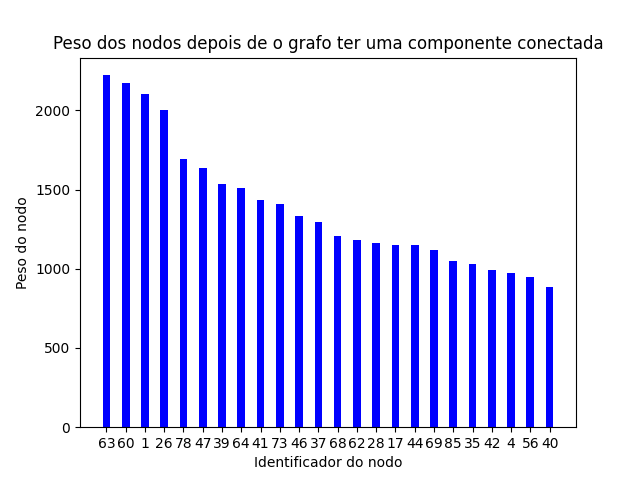 Peso dos nodos depois de o grafo ter uma componente conectada
Peso do nodo
2000
1500
1000
500
0
63 60 1 26 78 47 39 64 41 73 46 37 68 62 28 17 44 69 85 35 42 4 56 40
Identificador do nodo